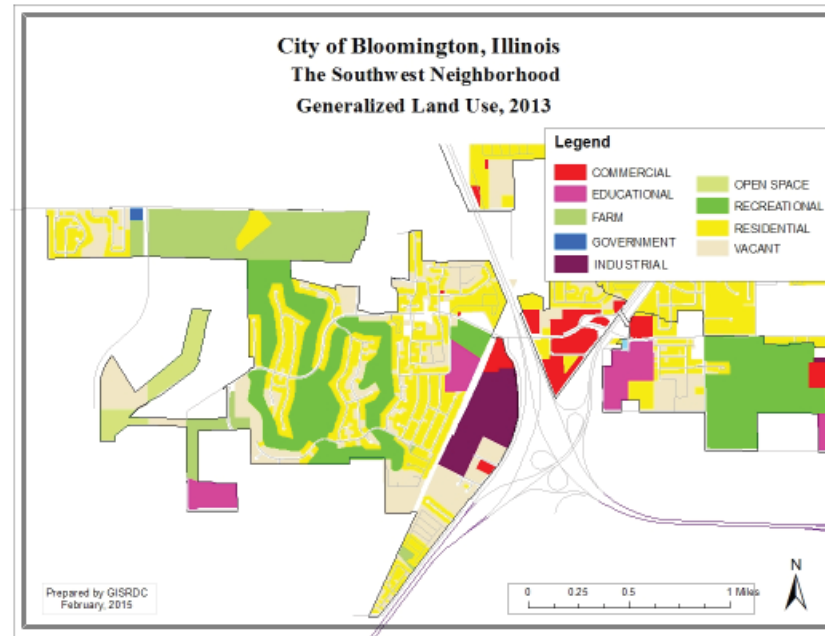 City of Bloomington, Illinois
The Southwest Neighborhood
Generalized Land Use, 2013
Legend
COMMERCIAL
EDUCATIONAL
FARM
GOVERNMENT
INDUSTRIAL
OPEN SPACE
RECREATIONAL
RESIDENTIAL
VACANT
Prepared by GISRDC
February, 2015
0 0.25 0.5 1 Miles
N